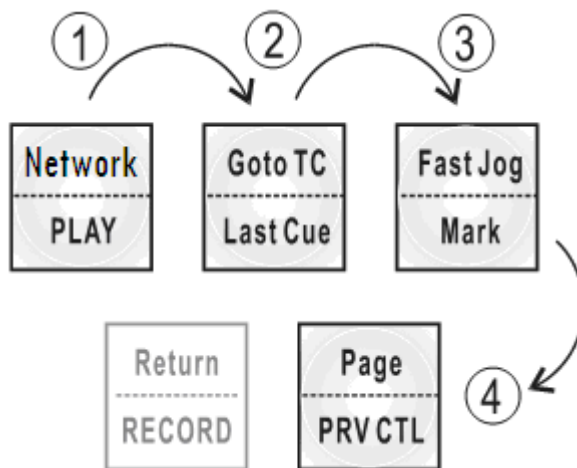 1 2 3
Network Goto TC Fast Jog
PLAY Last Cue Mark
Return Page 4
RECORD PRV CTL